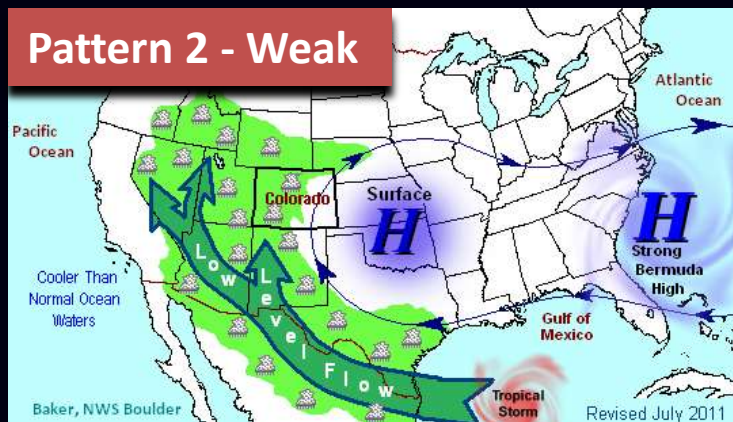 Pattern 2 - Weak
Atlantic
Ocean
Pacific
Ocean
Colorado
Surface
H
H
Strong
Bermuda
High
Cooler Than
Normal Ocean
Waters
Low
Level Flow
Gulf of
Mexico
Tropical
Storm
Baker, NWS Boulder
Revised July 2011